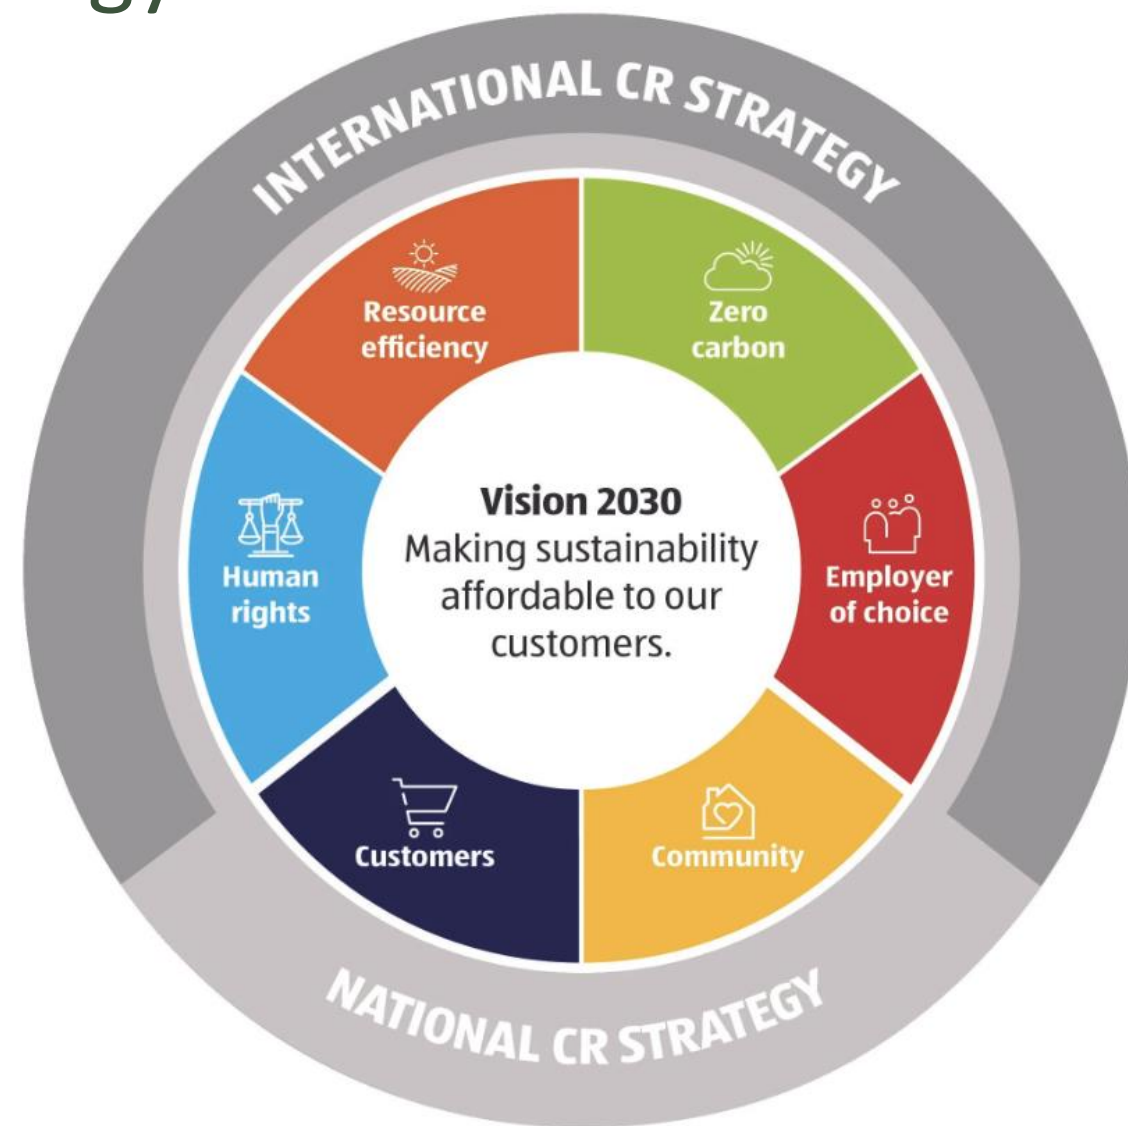 gy
INTERNATIONAL CR STRATEGY
Resource
efficiency
Zero
carbon
Human
rights
Vision 2030
Making sustainability
affordable to our
customers.
Employer
of choice
Customers
Community
NATIONAL CR STRATEGY